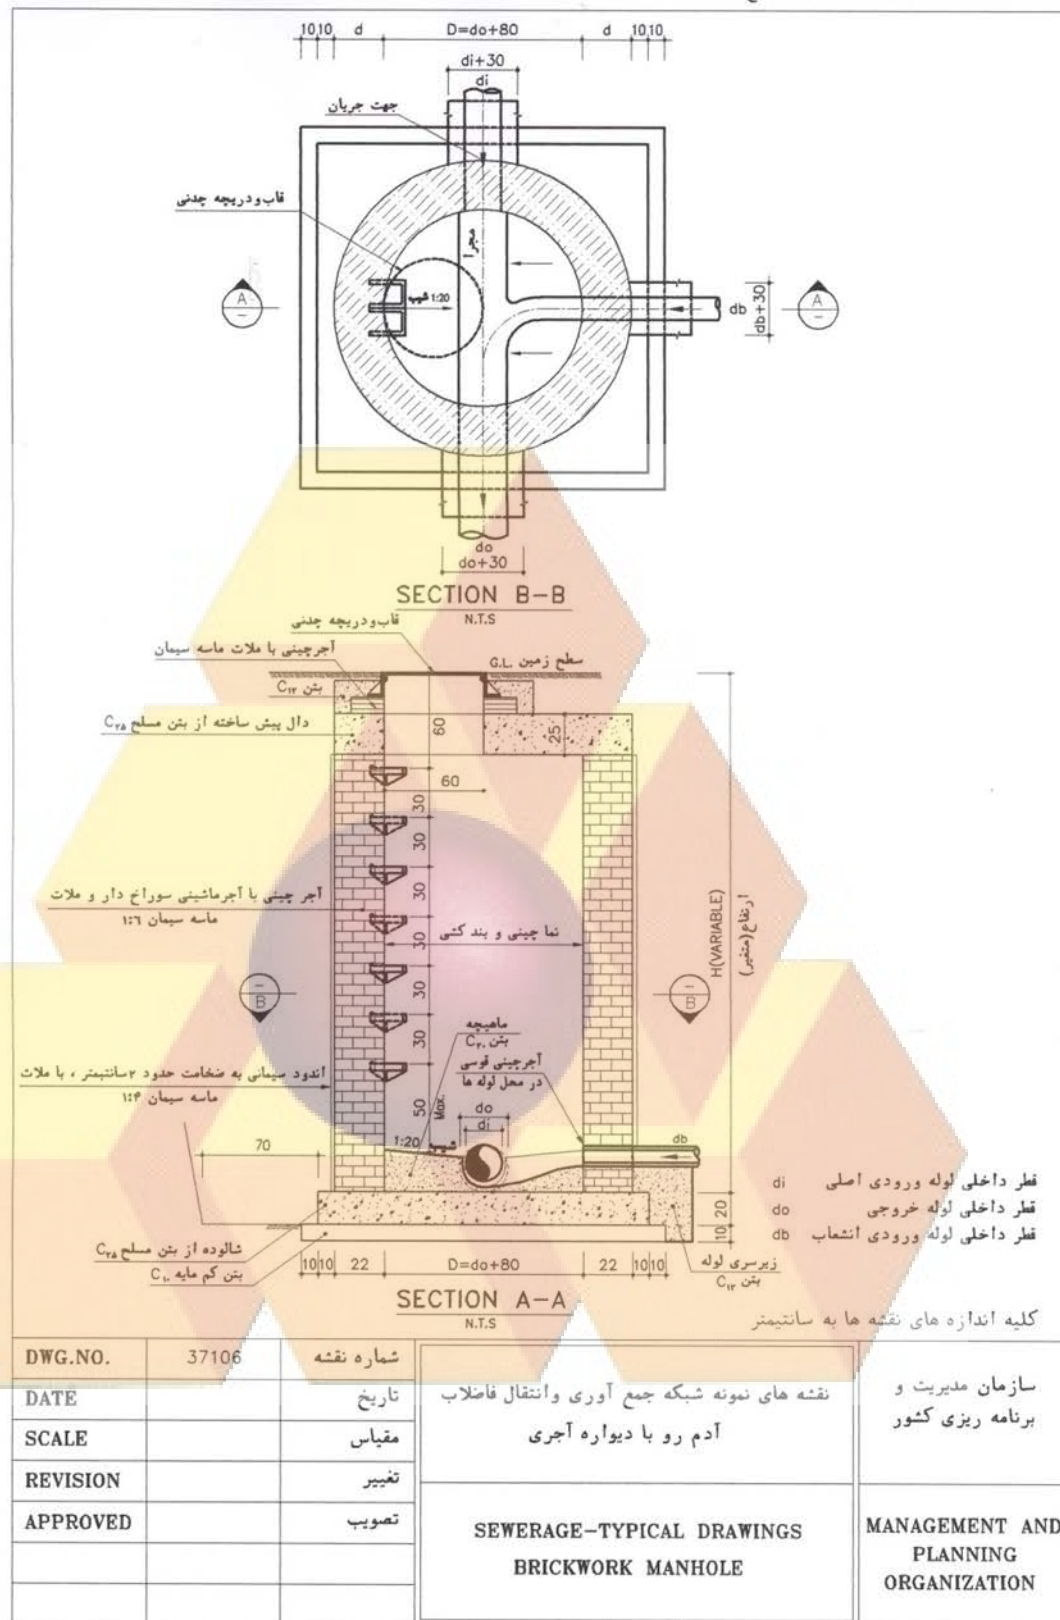 10 10 d D=do+80 d 10 10
di+30
di
جهت جریان
قاب‌ودریچه چدنی
مجرا
A
–
شیب 1:20
db
db+30
A
–
do
do+30
SECTION B-B
N.T.S
قاب‌ودریچه چدنی
آجرچینی با ملات ماسه سیمان
سطح زمین G.L.
بتن C₁₂
دال پیش ساخته از بتن مسلح C₂₅
60
25
60
30
30
30
30
30
30
50
Max.
آجر چینی با آجرماشینی سوراخ دار و ملات
ماسه سیمان ۱:٦
نما چینی و بند کشی
H(VARIABLE)
ارتفاع(متغیر)
–
B
–
B
ماهیچه
بتن C₂₀
آجرچینی قوسی
در محل لوله ها
اندود سیمانی به ضخامت حدود ۲سانتیمتر ، با ملات
ماسه سیمان ۱:۴
do
di
1:20 شیب
db
70
20
10
قطر داخلی لوله ورودی اصلی di
قطر داخلی لوله خروجی do
قطر داخلی لوله ورودی انشعاب db
شالوده از بتن مسلح C₂₅
بتن کم مایه C₁₀
زیرسری لوله
بتن C₁₂
10 10 22 D=do+80 22 10 10
SECTION A-A
N.T.S
کلیه اندازه های نقشه ها به سانتیمتر
DWG.NO. 37106 شماره نقشه
DATE تاریخ
SCALE مقیاس
REVISION تغییر
APPROVED تصویب
نقشه های نمونه شبکه جمع آوری وانتقال فاضلاب
آدم رو با دیواره آجری
SEWERAGE-TYPICAL DRAWINGS
BRICKWORK MANHOLE
سازمان مدیریت و
برنامه ریزی کشور
MANAGEMENT AND
PLANNING
ORGANIZATION